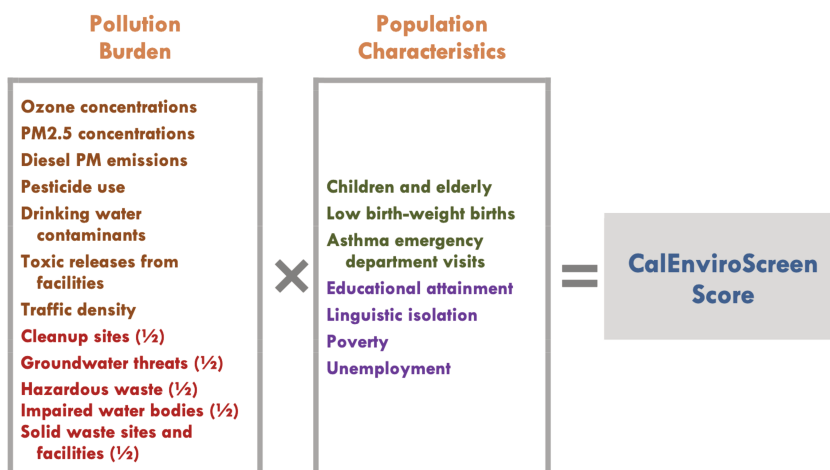 Pollution
Burden
Ozone concentrations
PM2.5 concentrations
Diesel PM emissions
Pesticide use
Drinking water
contaminants
Toxic releases from
facilities
Traffic density
Cleanup sites (½)
Groundwater threats (½)
Hazardous waste (½)
Impaired water bodies (½)
Solid waste sites and
facilities (½)
×
Population
Characteristics
Children and elderly
Low birth-weight births
Asthma emergency
department visits
Educational attainment
Linguistic isolation
Poverty
Unemployment
=
CalEnviroScreen
Score